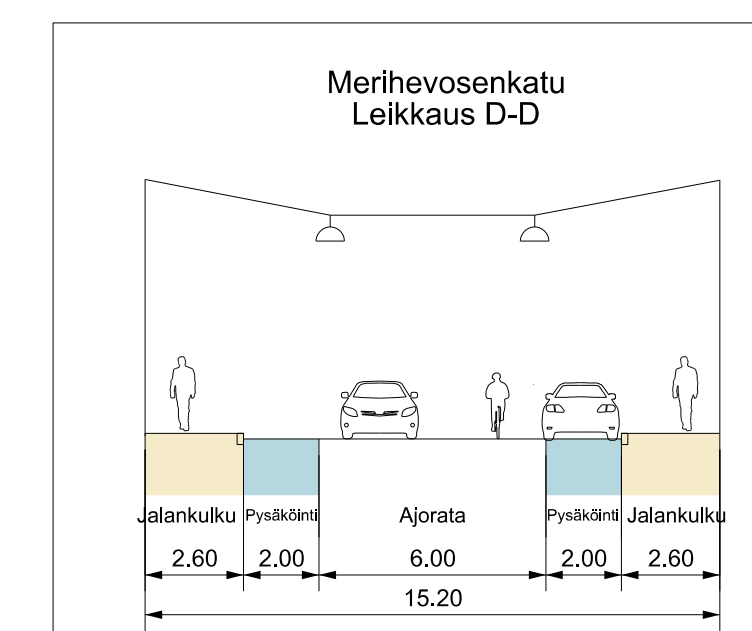 Merihevosenkatu
Leikkaus D-D
Jalankulku Pysäköinti Ajorata Pysäköinti Jalankulku
2.60 2.00 6.00 2.00 2.60
15.20